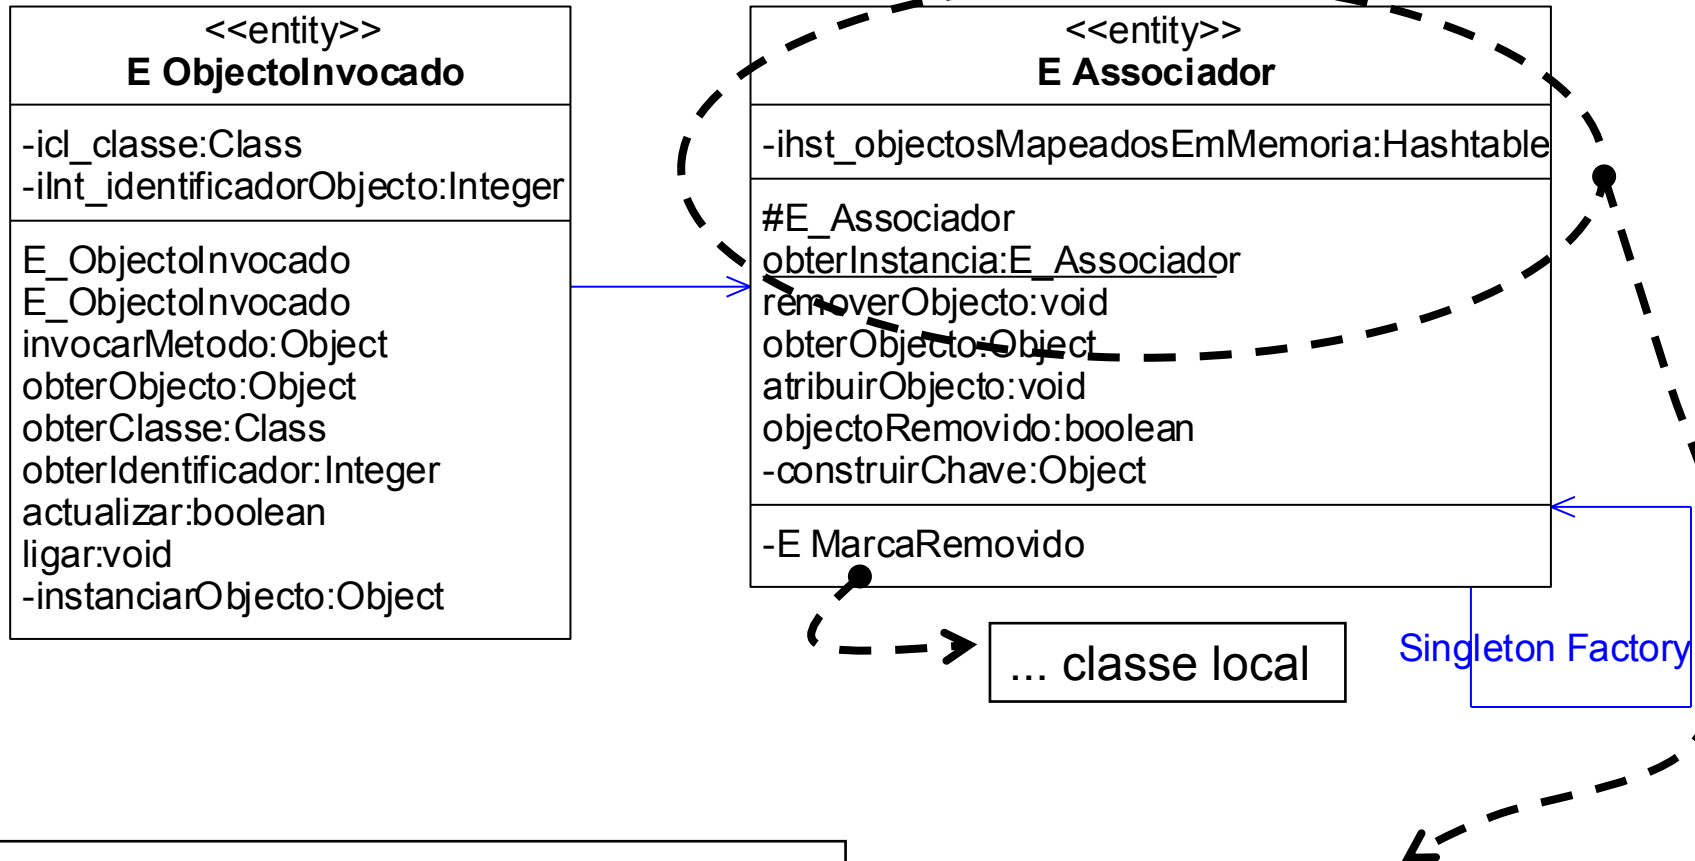 <<entity>>
E ObjectoInvocado
-icl_classe:Class
-iInt_identificadorObjecto:Integer
E_ObjectoInvocado
E_ObjectoInvocado
invocarMetodo:Object
obterObjecto:Object
obterClasse:Class
obterIdentificador:Integer
actualizar:boolean
ligar:void
-instanciarObjecto:Object
<<entity>>
E Associador
-ihst_objectosMapeadosEmMemoria:Hashtable
#E_Associador
obterInstancia:E_Associador
removerObjecto:void
obterObjecto:Object
atribuirObjecto:void
objectoRemovido:boolean
-construirChave:Object
-E MarcaRemovido
... classe local
Singleton Factory